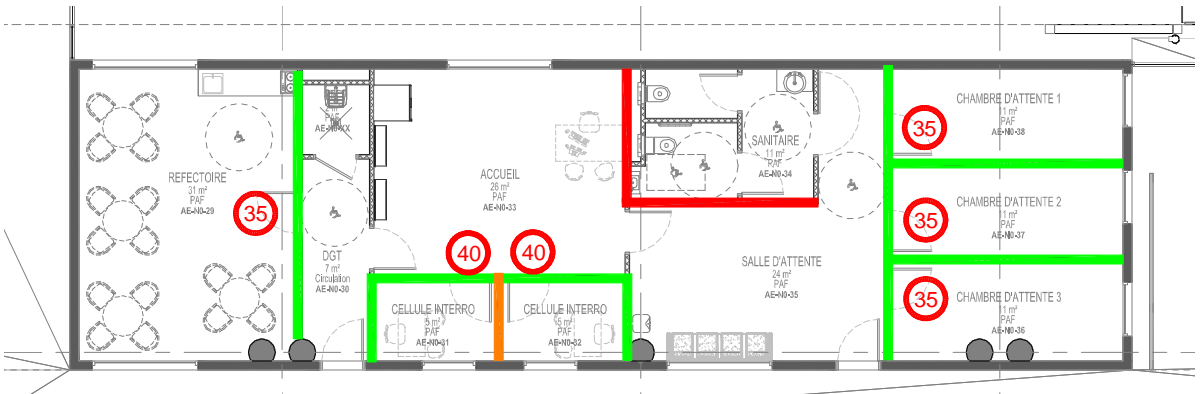 REFECTOIRE
31 m²
PAF
AE-N0-29
35
AE-N0-XX
DGT
7 m²
Circulation
AE-N0-30
ACCUEIL
26 m²
PAF
AE-N0-33
40
40
CELLULE INTERRO
5 m²
PAF
AE-N0-31
CELLULE INTERRO
5 m²
PAF
AE-N0-32
SANITAIRE
11 m²
PAF
AE-N0-34
SALLE D'ATTENTE
24 m²
PAF
AE-N0-35
CHAMBRE D'ATTENTE 1
11 m²
PAF
AE-N0-38
35
CHAMBRE D'ATTENTE 2
11 m²
PAF
AE-N0-37
35
CHAMBRE D'ATTENTE 3
11 m²
PAF
AE-N0-36
35